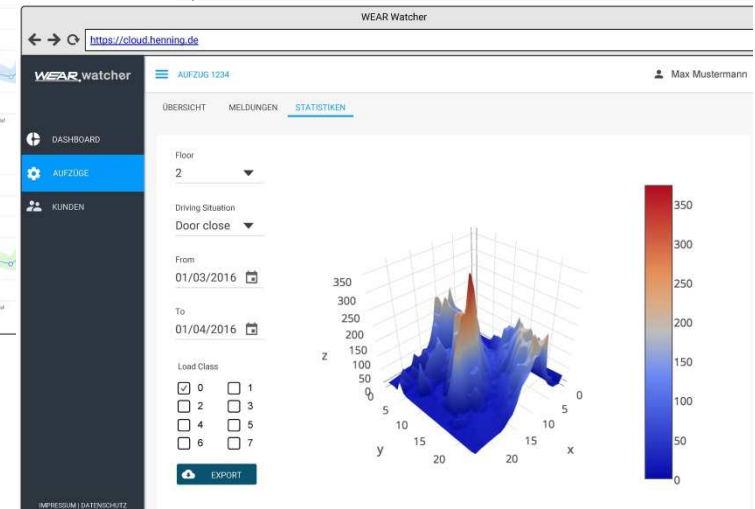 WEAR Watcher
https://cloud.henning.de
WEAR watcher
AUFZUG 1234
Max Mustermann
ÜBERSICHT MELDUNGEN STATISTIKEN
DASHBOARD
AUFZÜGE
KUNDEN
Floor
2
Driving Situation
Door close
From
01/03/2016
To
01/04/2016
Load Class
0 1
2 3
4 5
6 7
EXPORT
350
300
250
200
150
100
50
0
z
0
5
10
15
20
y
0
5
10
15
20
x
350
300
250
200
150
100
50
0
IMPRESSUM | DATENSCHUTZ